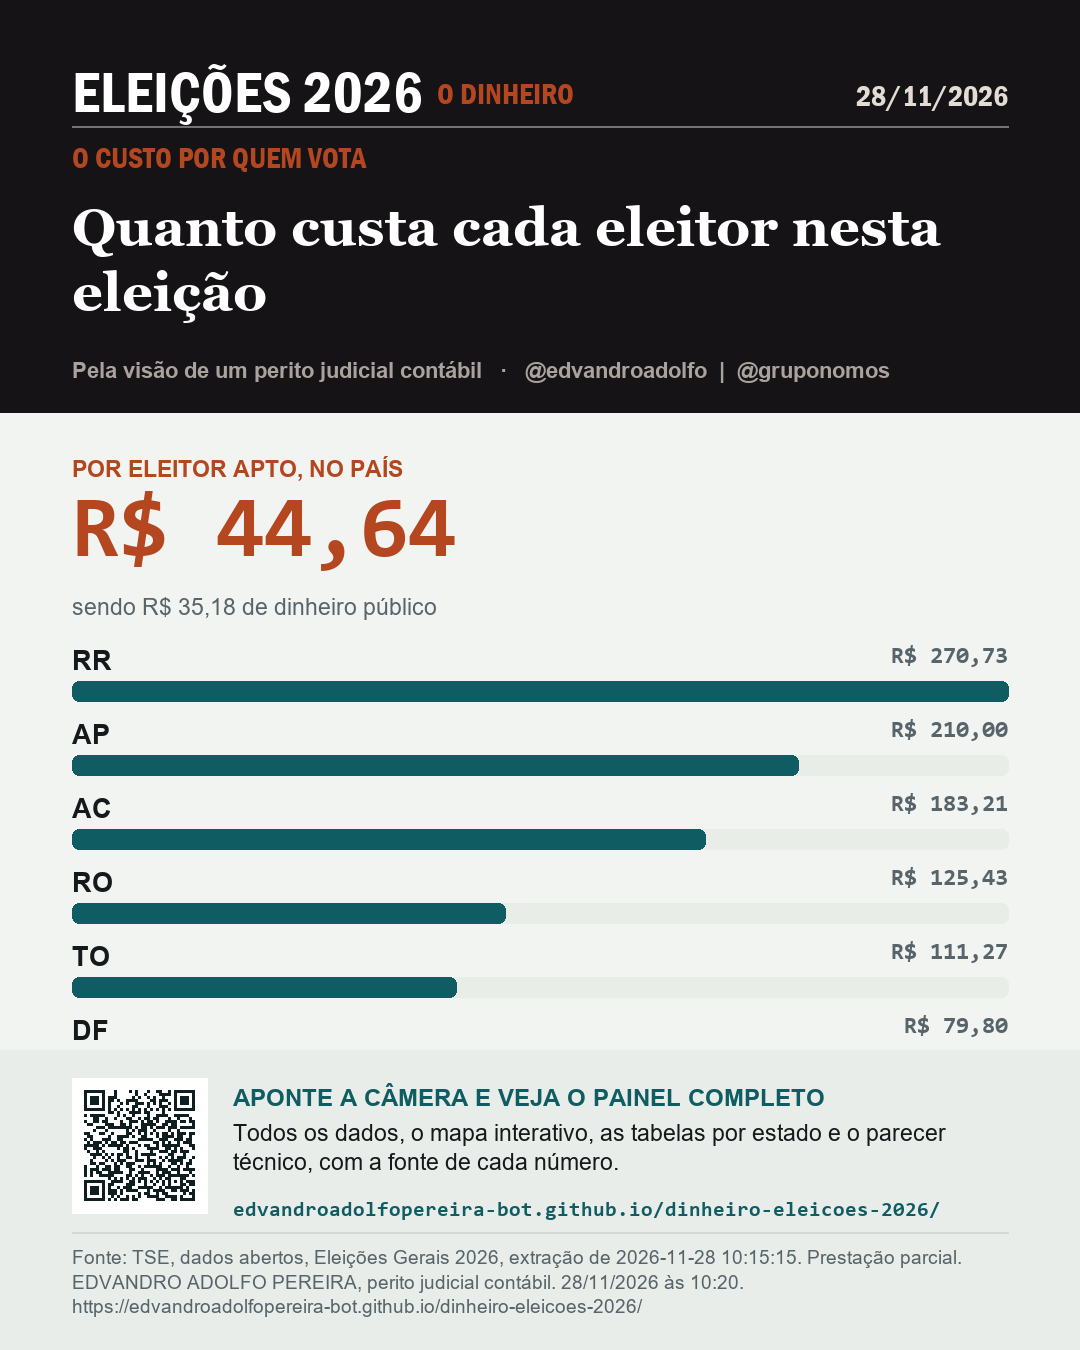 ELEIÇÕES 2026 O DINHEIRO 28/11/2026
O CUSTO POR QUEM VOTA
Quanto custa cada eleitor nesta
eleição
Pela visão de um perito judicial contábil · @edvandroadolfo | @gruponomos
POR ELEITOR APTO, NO PAÍS
R$ 44,64
sendo R$ 35,18 de dinheiro público
RR R$ 270,73
AP R$ 210,00
AC R$ 183,21
RO R$ 125,43
TO R$ 111,27
DF R$ 79,80
APONTE A CÂMERA E VEJA O PAINEL COMPLETO
Todos os dados, o mapa interativo, as tabelas por estado e o parecer
técnico, com a fonte de cada número.
edvandroadolfopereira-bot.github.io/dinheiro-eleicoes-2026/
Fonte: TSE, dados abertos, Eleições Gerais 2026, extração de 2026-11-28 10:15:15. Prestação parcial.
EDVANDRO ADOLFO PEREIRA, perito judicial contábil. 28/11/2026 às 10:20.
https://edvandroadolfopereira-bot.github.io/dinheiro-eleicoes-2026/